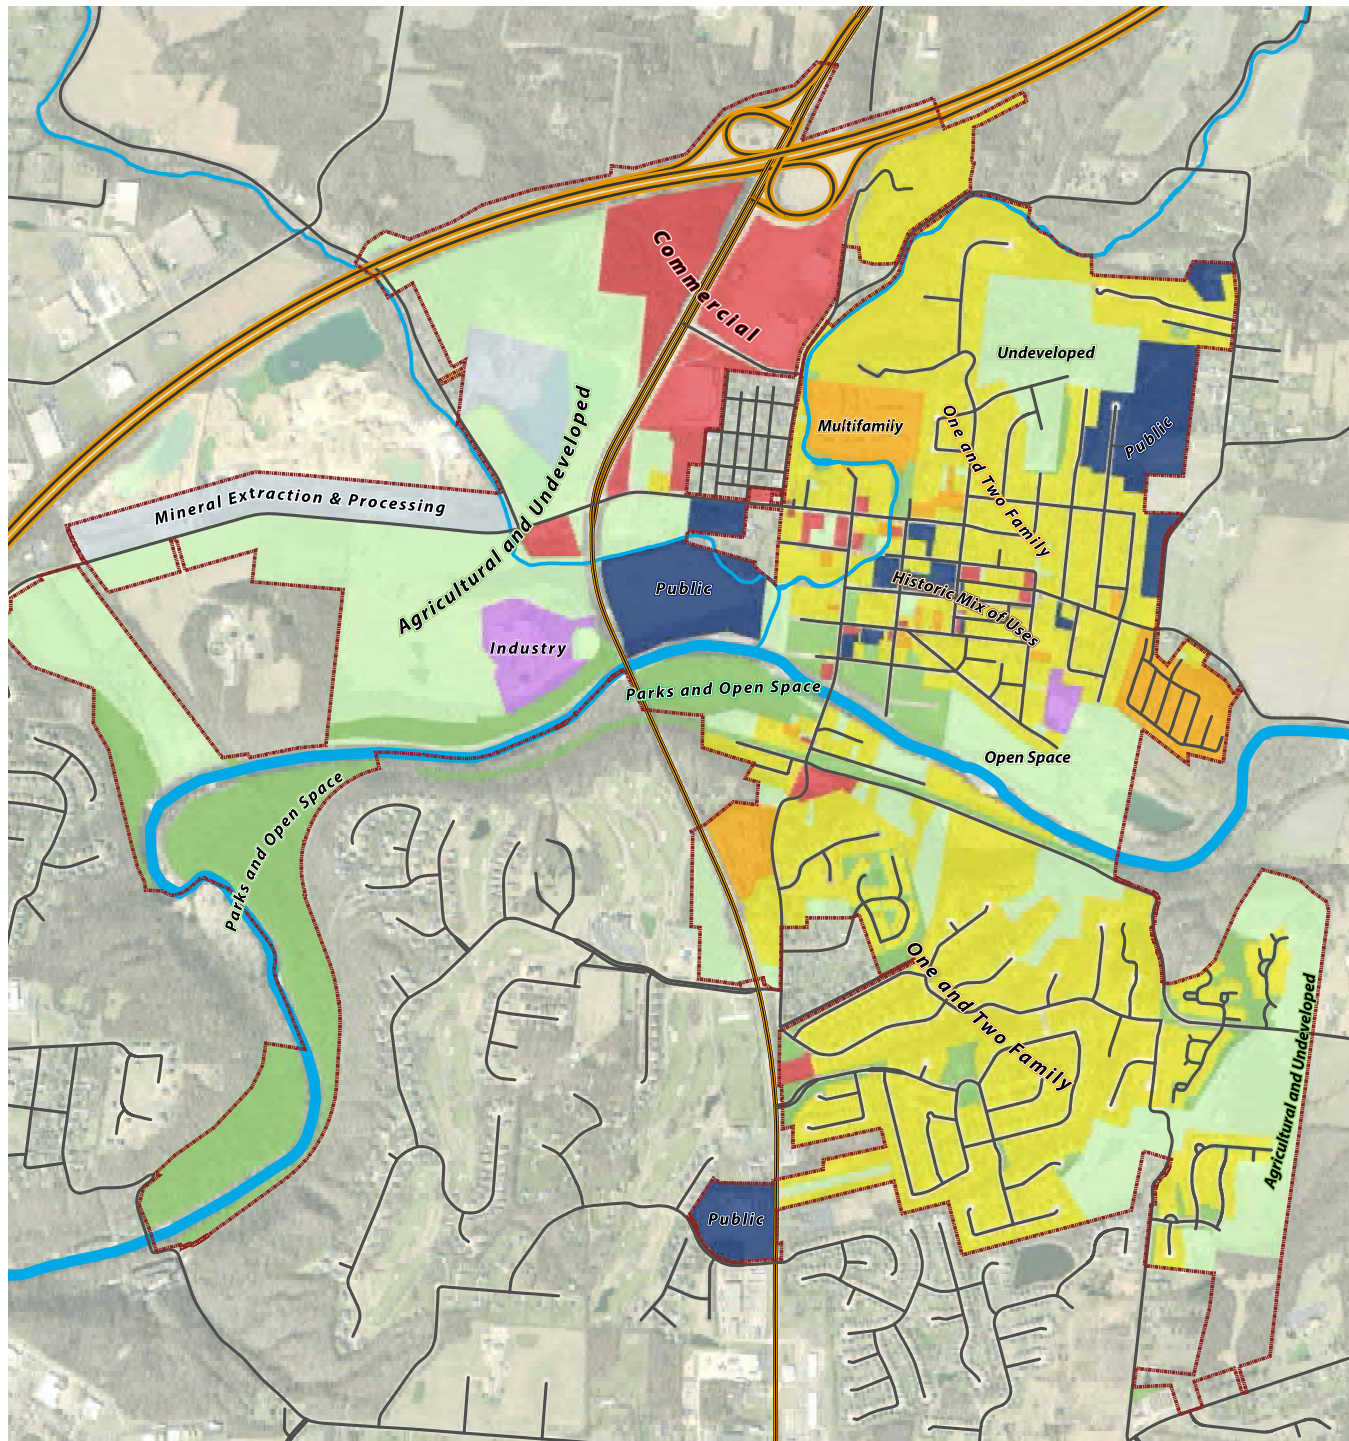 Commercial
Undeveloped
Multifamily
One and Two Family
Public
Agricultural and Undeveloped
Mineral Extraction & Processing
Public
Historic Mix of Uses
Industry
Parks and Open Space
Open Space
Parks and Open Space
One and Two Family
Agricultural and Undeveloped
Public